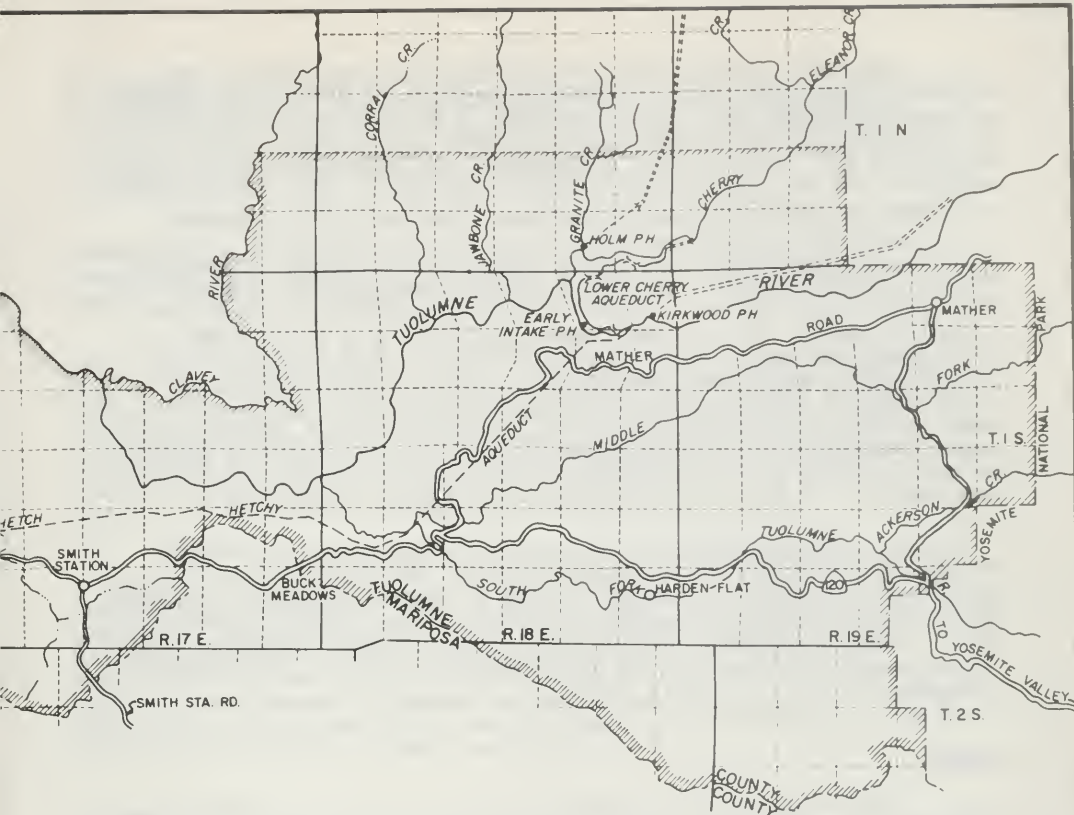 CR.
CR.
ELEANOR CR.
CORRAL
T. 1 N
JAWBONE CR.
GRANITE CR.
CHERRY
HOLM PH
RIVER
LOWER CHERRY
AQUEDUCT
RIVER
TUOLUMNE
EARLY
INTAKE PH
KIRKWOOD PH
MATHER
ROAD
MATHER
PARK
FORK
CLAVEY
AQUEDUCT
MIDDLE
T. 1 S.
NATIONAL
CR.
HETCH
HETCHY
TUOLUMNE
ACKERSON
YOSEMITE
SMITH
STATION
BUCK
MEADOWS
TUOLUMNE
MARIPOSA
SOUTH
FORK
HARDEN FLAT
120
R.
R. 17 E.
R. 18 E.
R. 19 E.
TO YOSEMITE VALLEY
SMITH STA. RD.
T. 2 S.
COUNTY
COUNTY